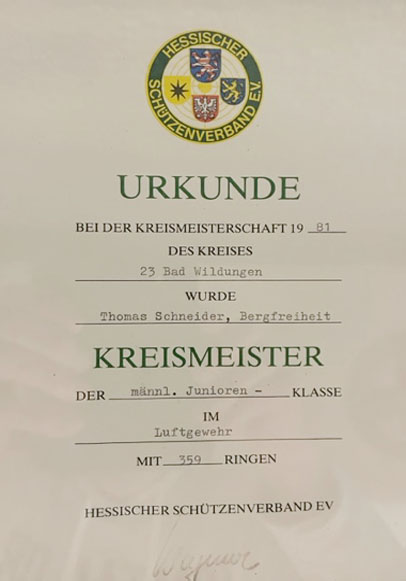 HESSISCHER
SCHÜTZENVERBAND E.V.
URKUNDE
BEI DER KREISMEISTERSCHAFT 19 81
DES KREISES
23 Bad Wildungen
WURDE
Thomas Schneider, Bergfreiheit
KREISMEISTER
DER männl. Junioren - KLASSE
IM
Luftgewehr
MIT 359 RINGEN
HESSISCHER SCHÜTZENVERBAND EV